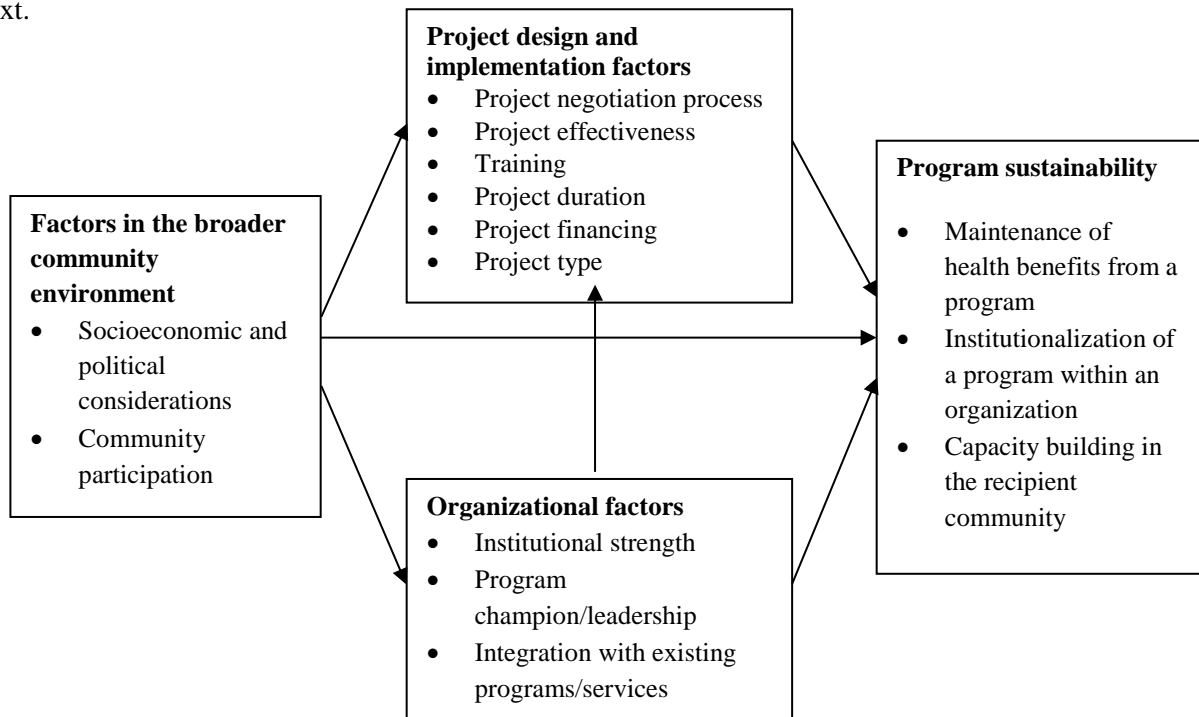 xt.
Project design and
implementation factors
• Project negotiation process
• Project effectiveness
• Training
• Project duration
• Project financing
• Project type
Factors in the broader
community
environment
• Socioeconomic and
political
considerations
• Community
participation
Organizational factors
• Institutional strength
• Program
champion/leadership
• Integration with existing
programs/services
Program sustainability
• Maintenance of
health benefits from a
program
• Institutionalization of
a program within an
organization
• Capacity building in
the recipient
community